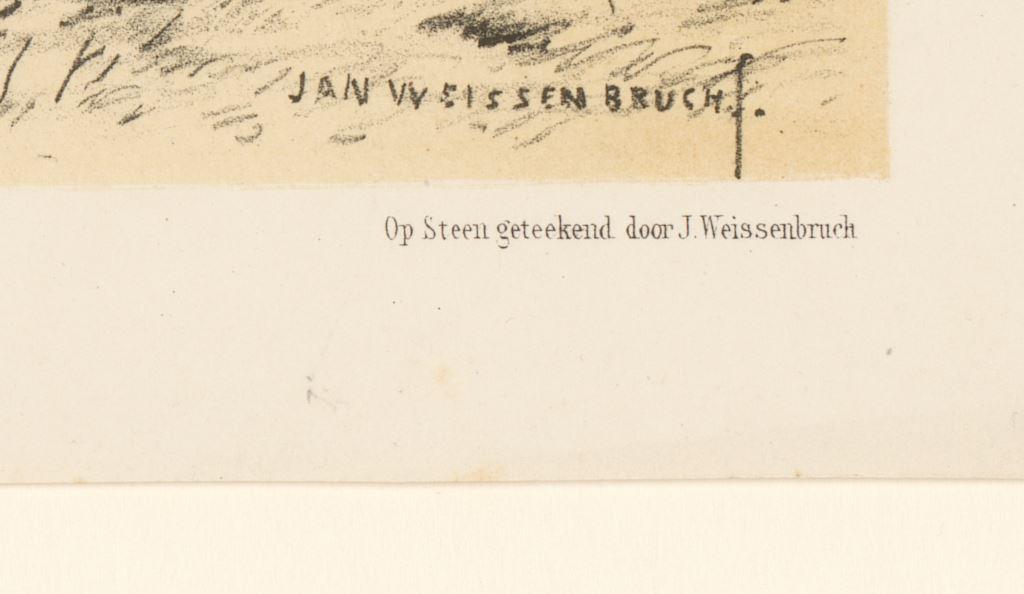 JAN WEISSENBRUCH. f.
Op Steen geteekend door J. Weissenbruch